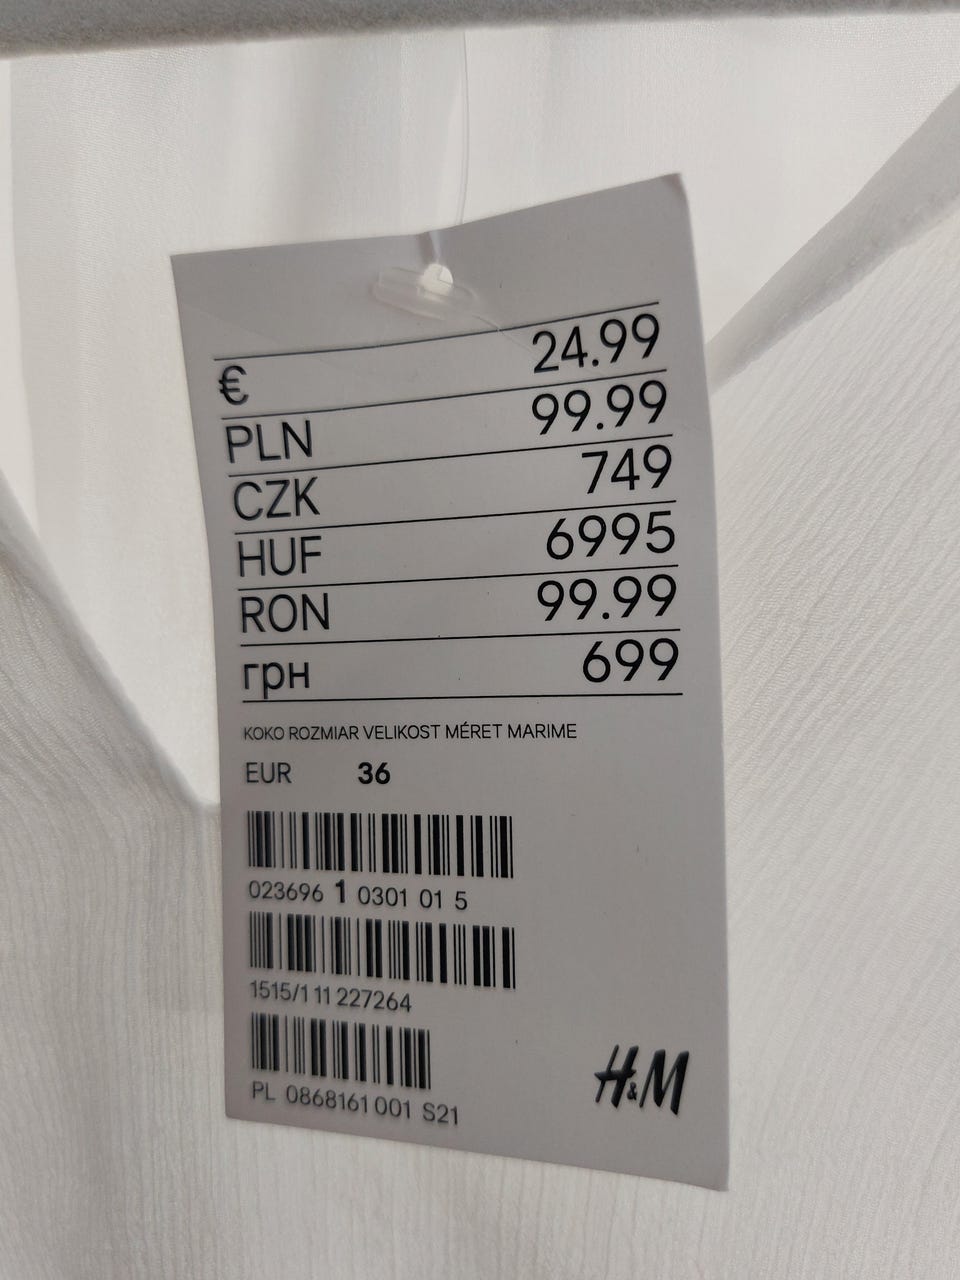 € 24.99
PLN 99.99
CZK 749
HUF 6995
RON 99.99
грн 699
KOKO ROZMIAR VELIKOST MÉRET MARIME
EUR 36
023696 1 0301 01 5
1515/1 11 227264
PL 0868161 001 S21
H&M